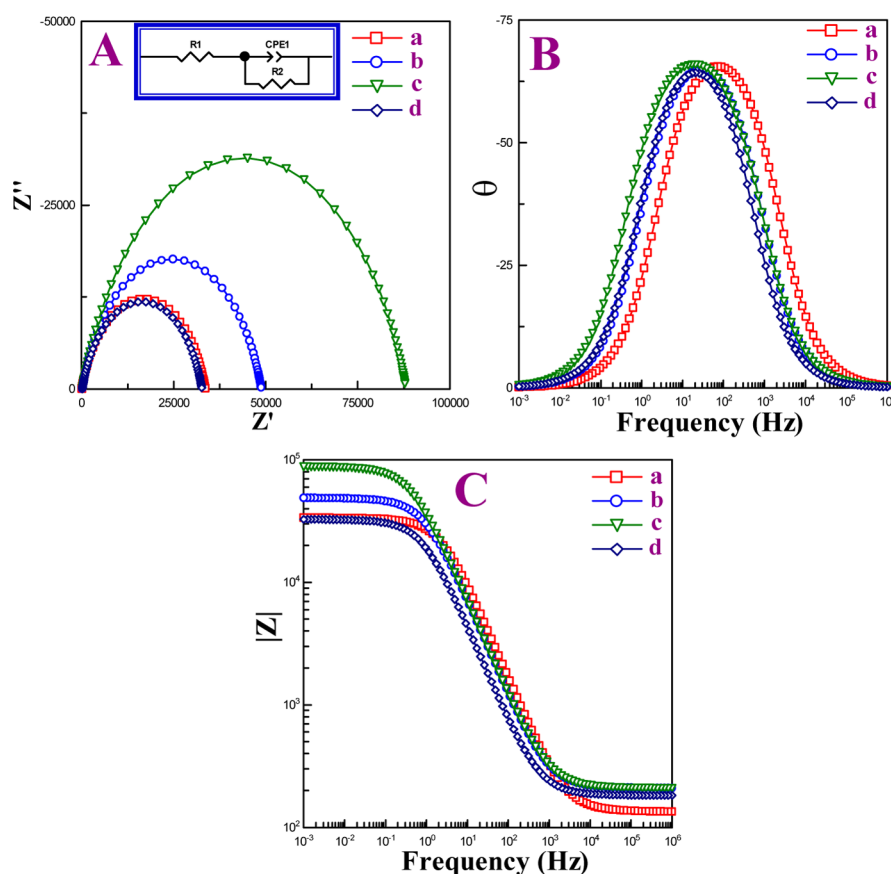 A
R1
CPE1
R2
a
b
c
d
-50000
-25000
0
Z''
0
25000
50000
75000
100000
Z'
B
a
b
c
d
-75
-50
-25
0
θ
10⁻³ 10⁻² 10⁻¹ 10⁰ 10¹ 10² 10³ 10⁴ 10⁵ 10
Frequency (Hz)
C
a
b
c
d
10⁵
10⁴
10³
10²
|Z|
10⁻³ 10⁻² 10⁻¹ 10⁰ 10¹ 10² 10³ 10⁴ 10⁵ 10⁶
Frequency (Hz)